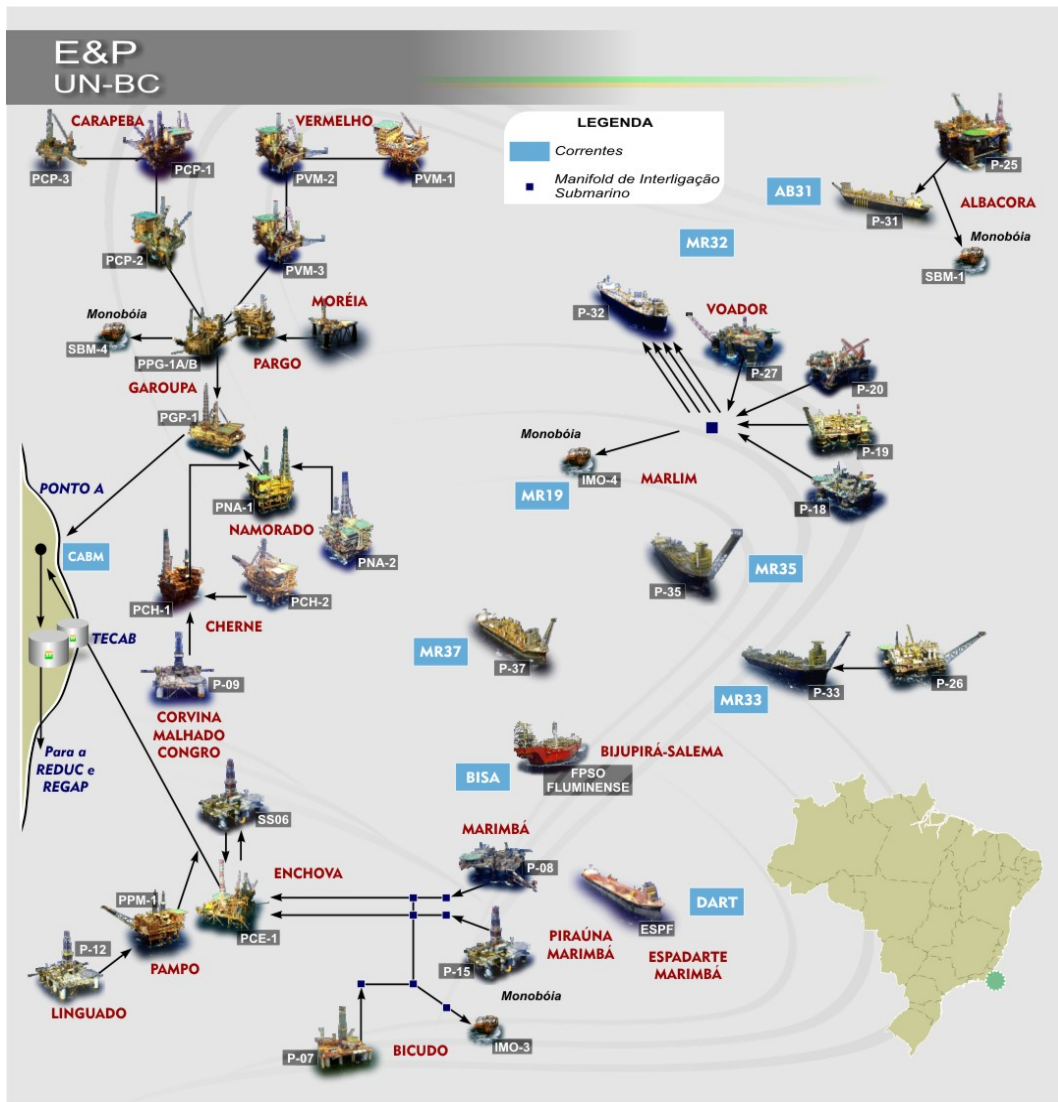 E&P
UN-BC
CARAPEBA
VERMELHO
PCP-3
PCP-1
PVM-2
PVM-1
PCP-2
PVM-3
LEGENDA
Correntes
Manifold de Interligação
Submarino
P-25
AB31
P-31
ALBACORA
Monobóia
SBM-1
MR32
P-32
VOADOR
P-27
P-20
P-19
P-18
Monobóia
IMO-4
MARLIM
MR19
Monobóia
SBM-4
PPG-1A/B
MORÉIA
PARGO
GAROUPA
PGP-1
PONTO A
CABM
PNA-1
NAMORADO
PNA-2
PCH-1
PCH-2
CHERNE
TECAB
P-09
CORVINA
MALHADO
CONGRO
Para a
REDUC e
REGAP
P-35
MR35
MR37
P-37
MR33
P-33
P-26
BISA
FPSO
FLUMINENSE
BIJUPIRÁ-SALEMA
SS06
ENCHOVA
PCE-1
PPM-1
PAMPO
P-12
LINGUADO
MARIMBÁ
P-08
P-15
PIRAÚNA
MARIMBÁ
ESPF
DART
ESPADARTE
MARIMBÁ
Monobóia
IMO-3
P-07
BICUDO